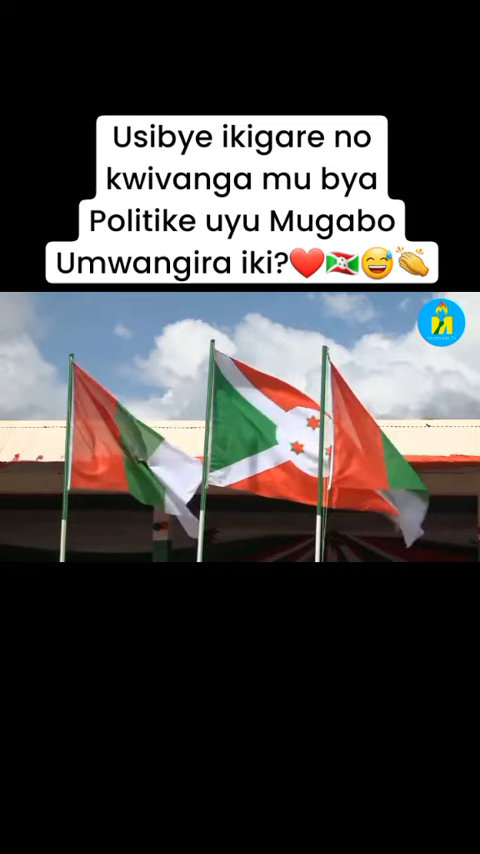 Usibye ikigare no
kwivanga mu bya
Politike uyu Mugabo
Umwangira iki?❤️🇧🇮😅👏